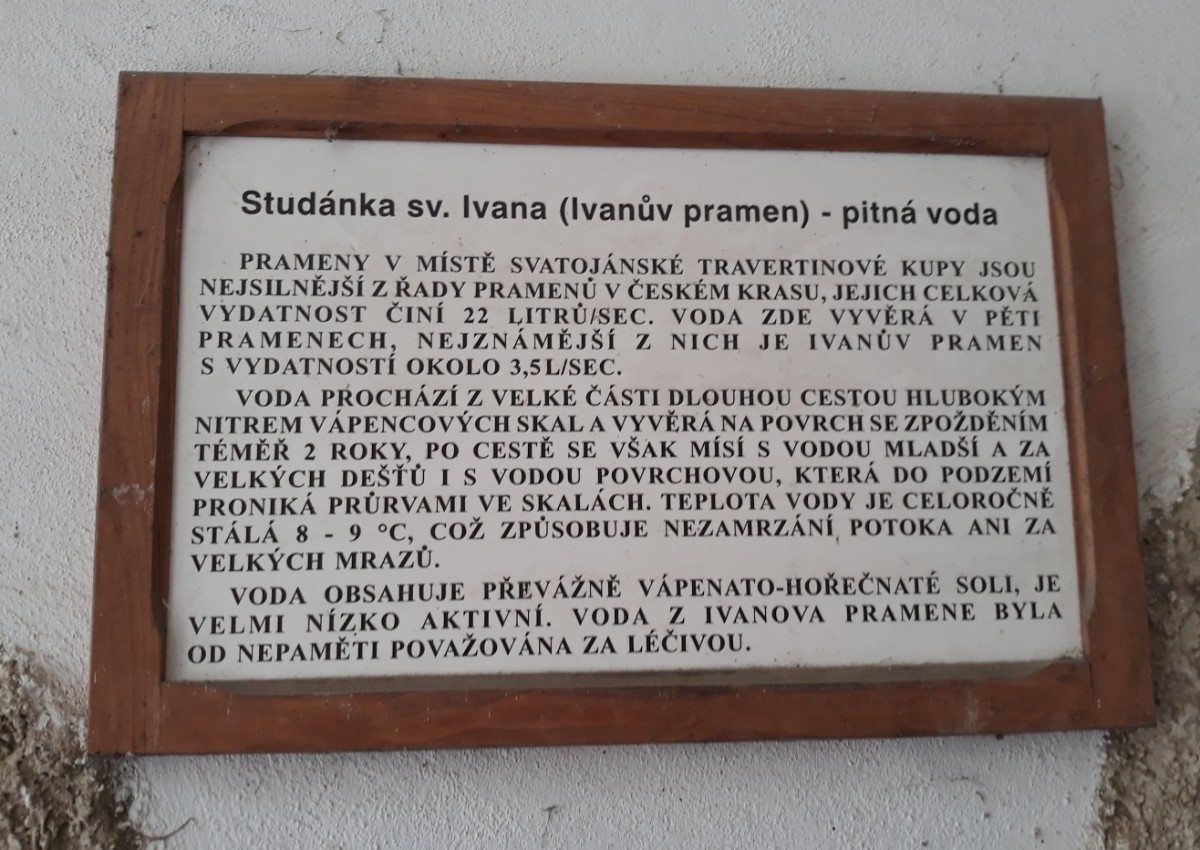 Studánka sv. Ivana (Ivanův pramen) - pitná voda
PRAMENY V MÍSTĚ SVATOJÁNSKÉ TRAVERTINOVÉ KUPY JSOU
NEJSILNĚJŠÍ Z ŘADY PRAMENŮ V ČESKÉM KRASU, JEJICH CELKOVÁ
VYDATNOST ČINÍ 22 LITRŮ/SEC. VODA ZDE VYVĚRÁ V PĚTI
PRAMENECH, NEJZNÁMĚJŠÍ Z NICH JE IVANŮV PRAMEN
S VYDATNOSTÍ OKOLO 3,5L/SEC.
VODA PROCHÁZÍ Z VELKÉ ČÁSTI DLOUHOU CESTOU HLUBOKÝM
NITREM VÁPENCOVÝCH SKAL A VYVĚRÁ NA POVRCH SE ZPOŽDĚNÍM
TÉMĚŘ 2 ROKY, PO CESTĚ SE VŠAK MÍSÍ S VODOU MLADŠÍ A ZA
VELKÝCH DEŠŤŮ I S VODOU POVRCHOVOU, KTERÁ DO PODZEMÍ
PRONIKÁ PRŮRVAMI VE SKALÁCH. TEPLOTA VODY JE CELOROČNĚ
STÁLÁ 8 - 9 °C, COŽ ZPŮSOBUJE NEZAMRZÁNÍ POTOKA ANI ZA
VELKÝCH MRAZŮ.
VODA OBSAHUJE PŘEVÁŽNĚ VÁPENATO-HOŘEČNATÉ SOLI, JE
VELMI NÍZKO AKTIVNÍ. VODA Z IVANOVA PRAMENE BYLA
OD NEPAMĚTI POVAŽOVÁNA ZA LÉČIVOU.